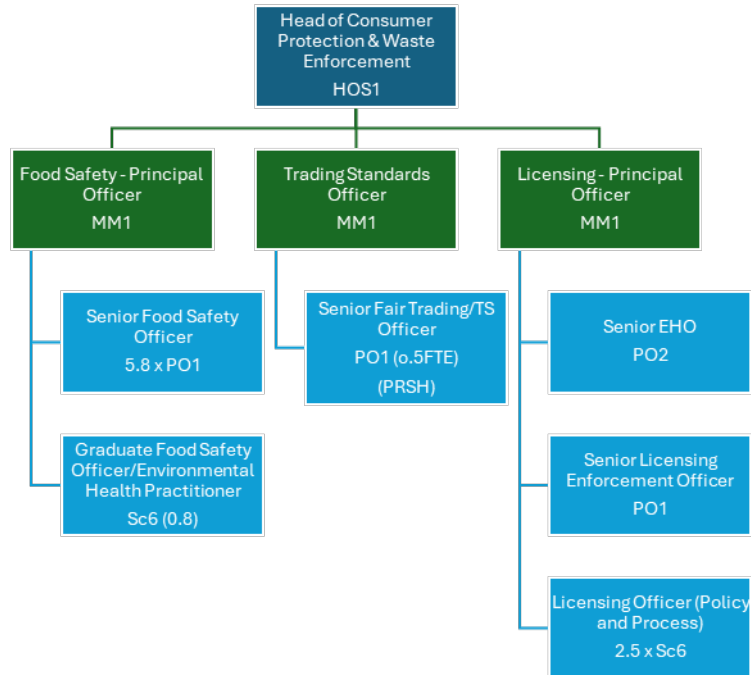 Head of Consumer
Protection & Waste
Enforcement
HOS1
Food Safety - Principal
Officer
MM1
Trading Standards
Officer
MM1
Licensing - Principal
Officer
MM1
Senior Food Safety
Officer
5.8 x PO1
Graduate Food Safety
Officer/Environmental
Health Practitioner
Sc6 (0.8)
Senior Fair Trading/TS
Officer
PO1 (o.5FTE)
(PRSH)
Senior EHO
PO2
Senior Licensing
Enforcement Officer
PO1
Licensing Officer (Policy
and Process)
2.5 x Sc6